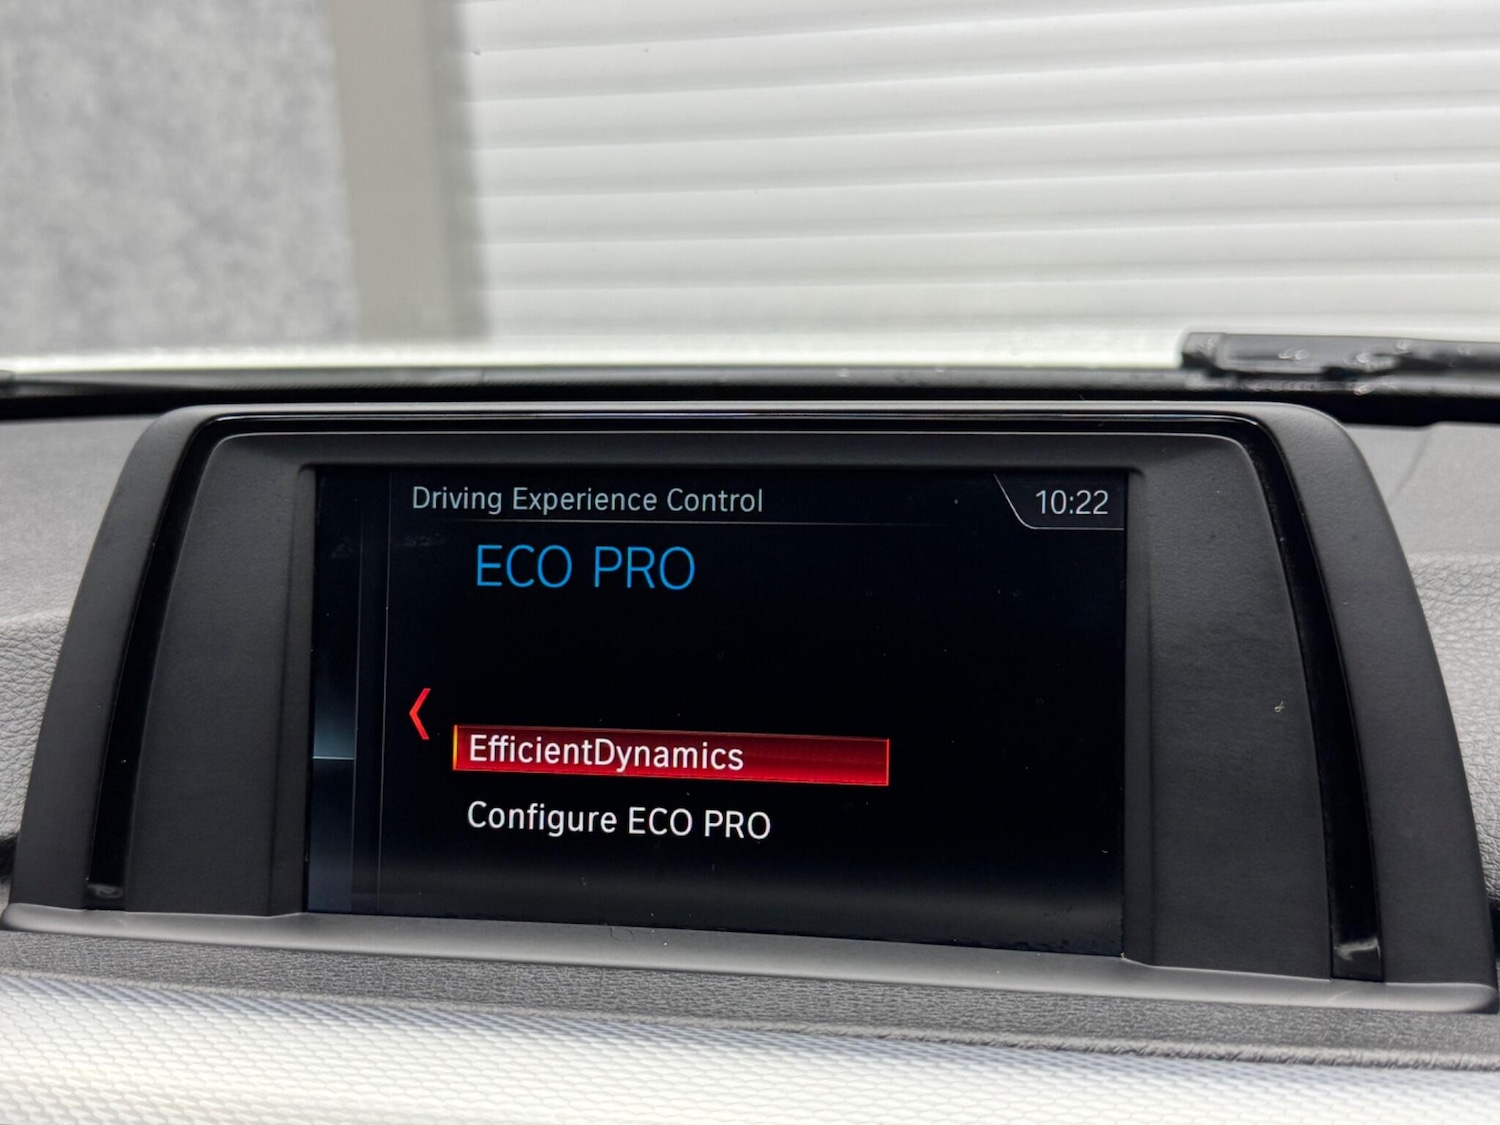 Driving Experience Control
10:22
ECO PRO
EfficientDynamics
Configure ECO PRO